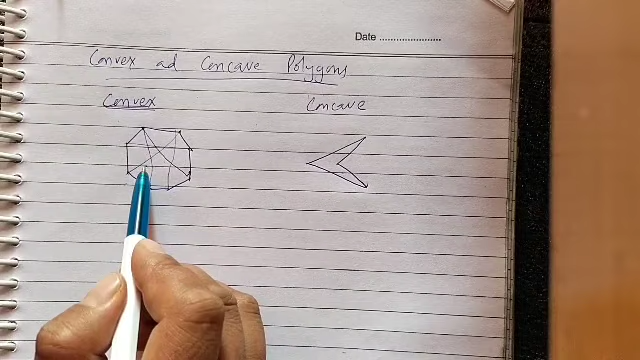 Date ........................
Convex ad Concave Polygons
Convex
Concave